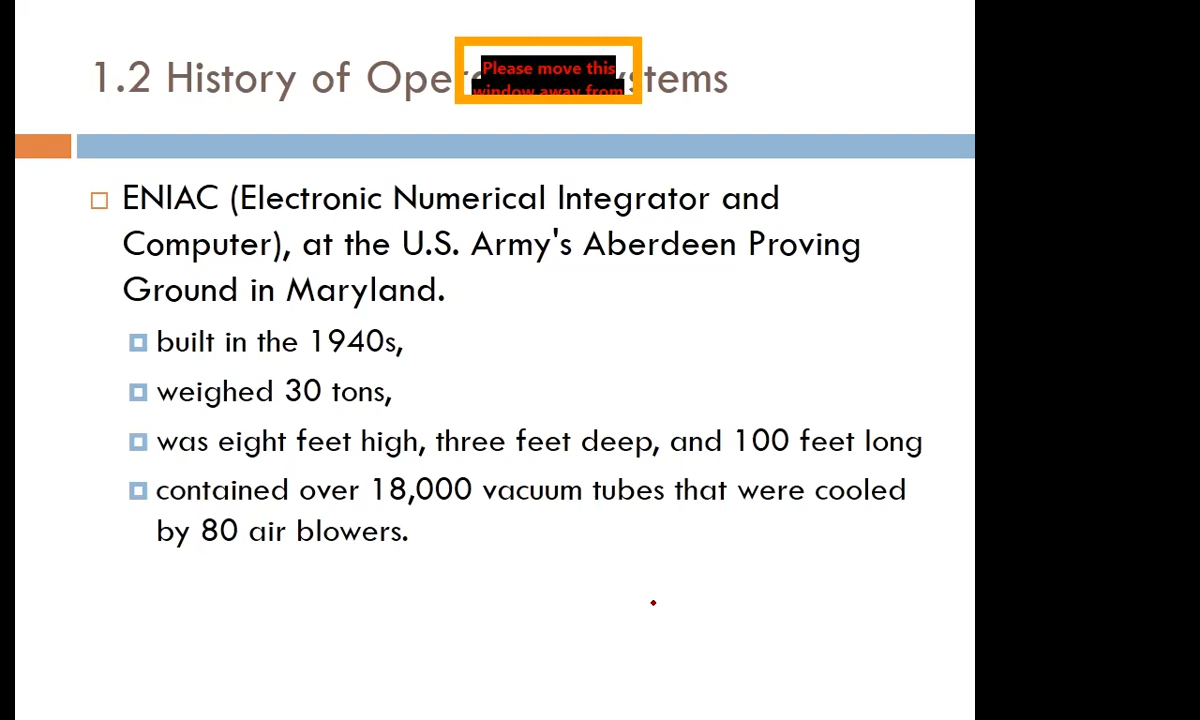 1.2 History of Ope stems
Please move this
window away from
ENIAC (Electronic Numerical Integrator and
Computer), at the U.S. Army's Aberdeen Proving
Ground in Maryland.
built in the 1940s,
weighed 30 tons,
was eight feet high, three feet deep, and 100 feet long
contained over 18,000 vacuum tubes that were cooled
by 80 air blowers.